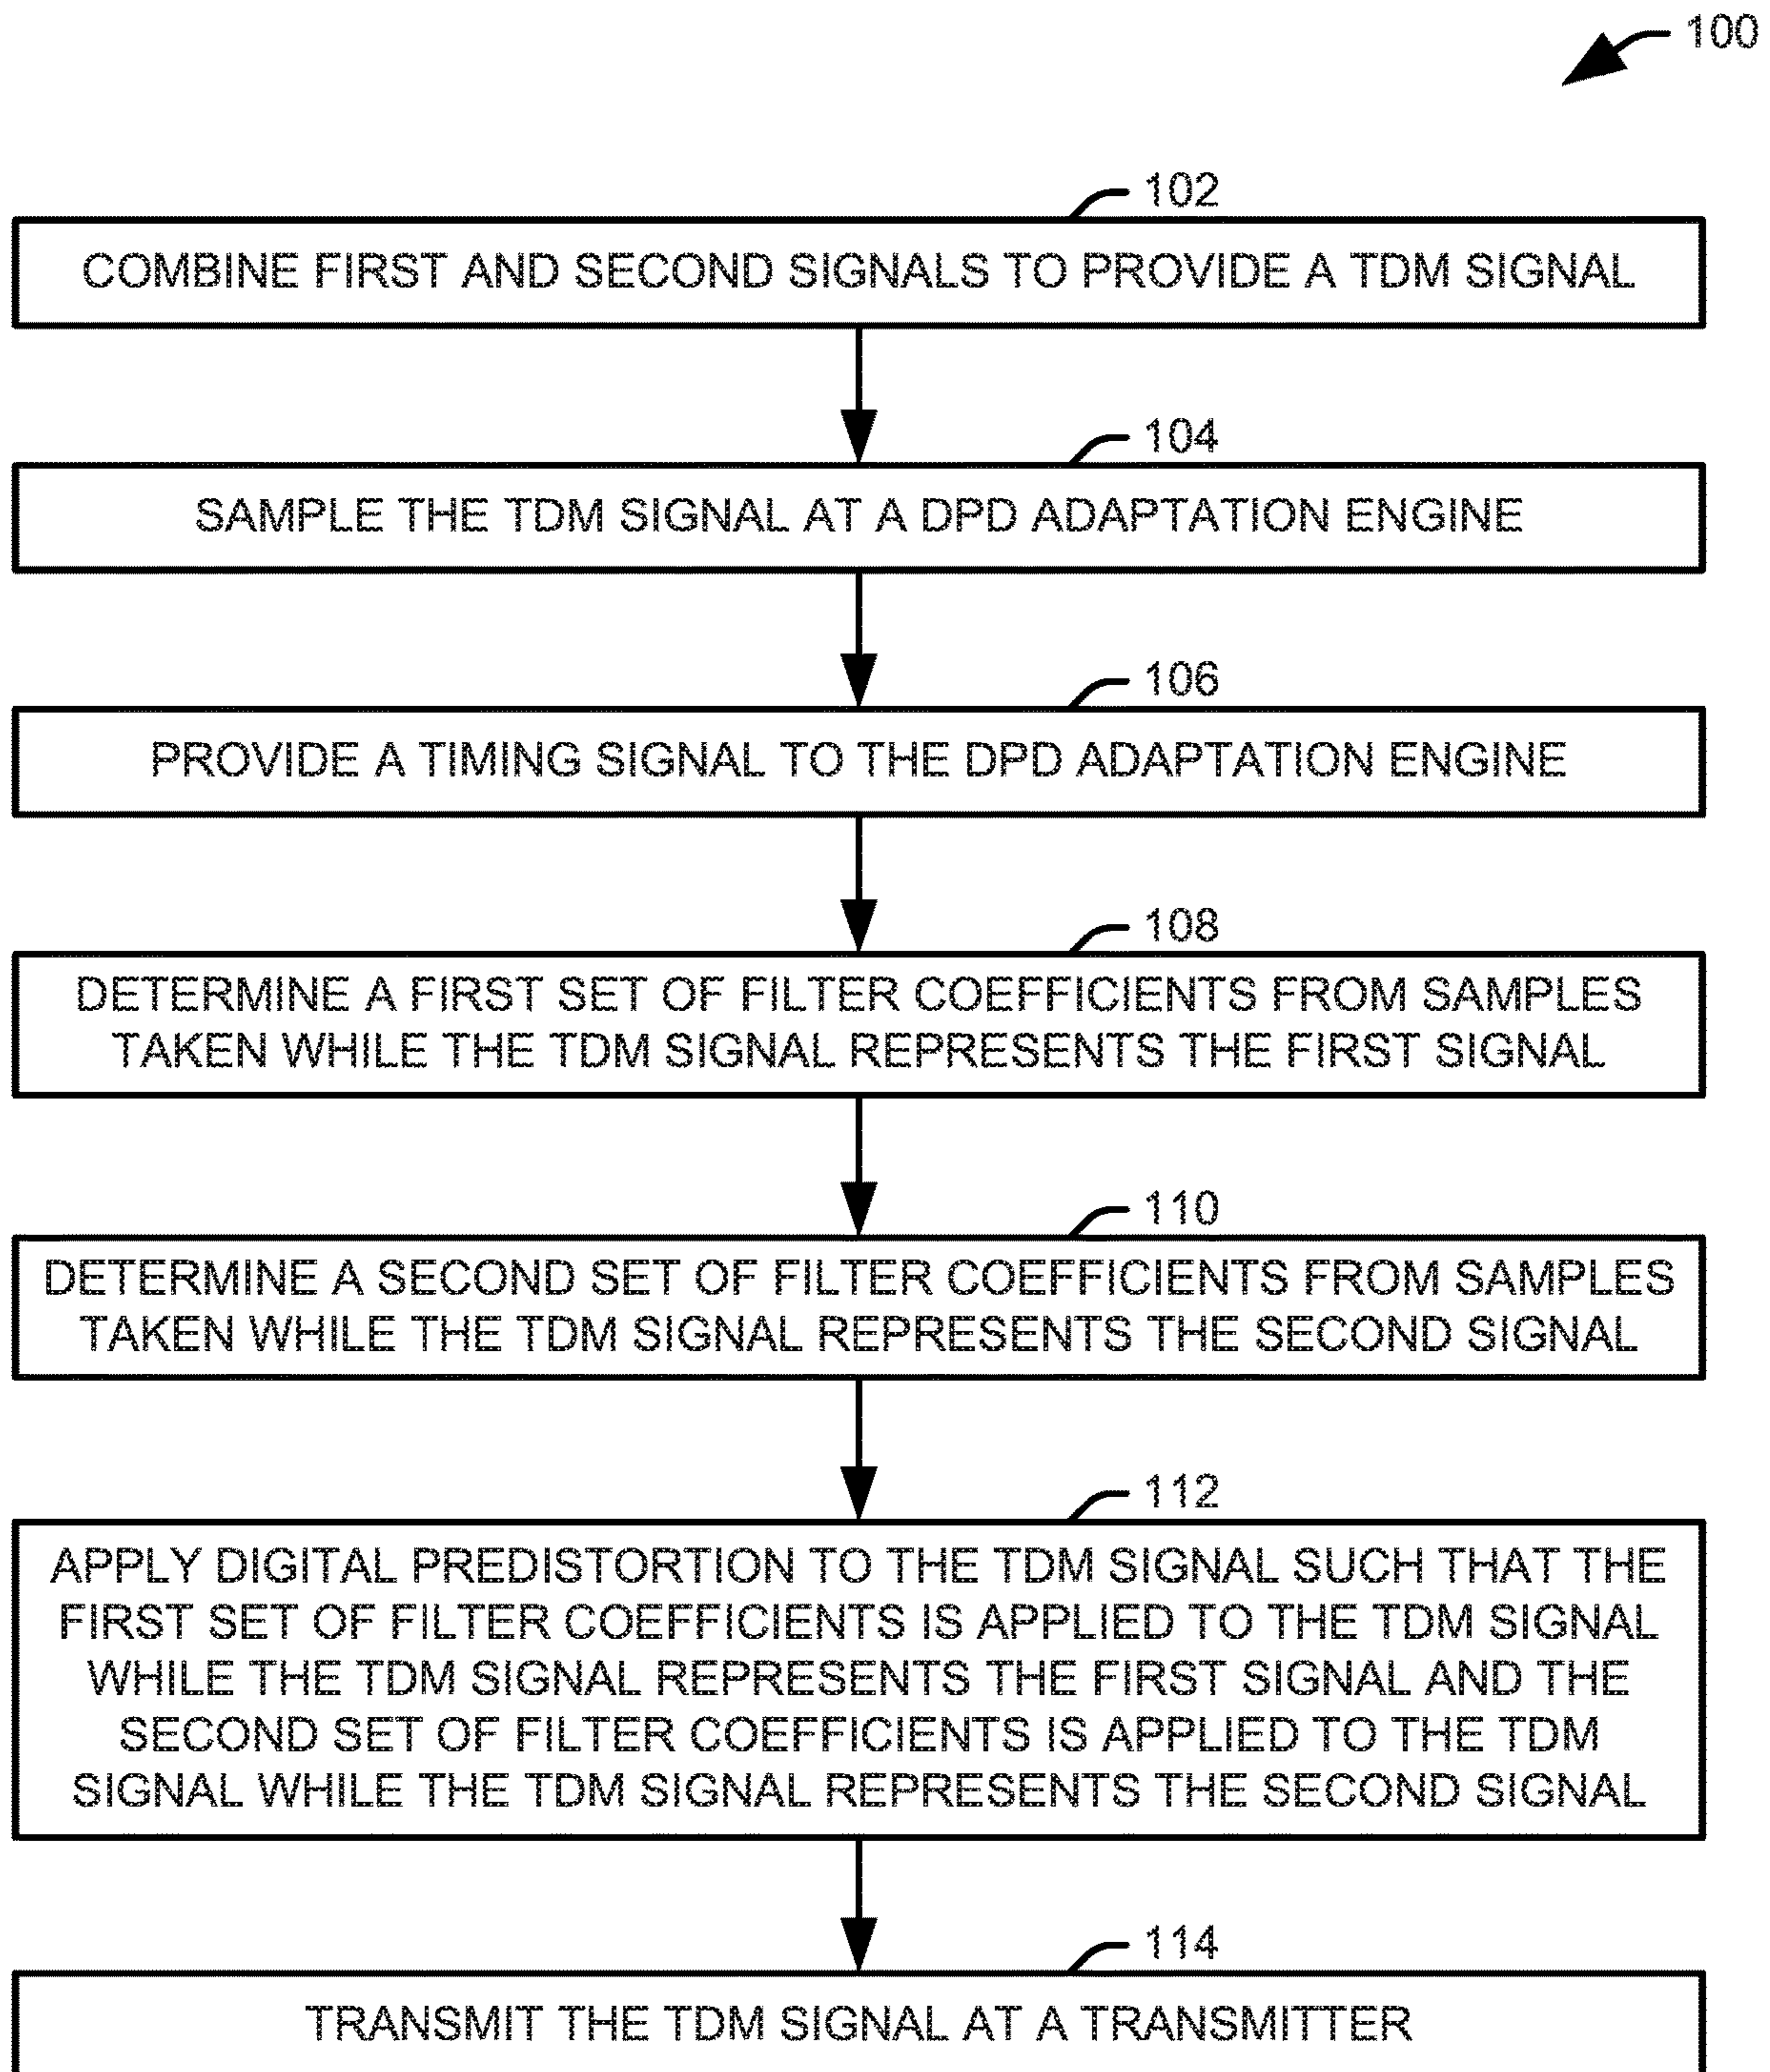 100
102
COMBINE FIRST AND SECOND SIGNALS TO PROVIDE A TDM SIGNAL
104
SAMPLE THE TDM SIGNAL AT A DPD ADAPTATION ENGINE
106
PROVIDE A TIMING SIGNAL TO THE DPD ADAPTATION ENGINE
108
DETERMINE A FIRST SET OF FILTER COEFFICIENTS FROM SAMPLES
TAKEN WHILE THE TDM SIGNAL REPRESENTS THE FIRST SIGNAL
110
DETERMINE A SECOND SET OF FILTER COEFFICIENTS FROM SAMPLES
TAKEN WHILE THE TDM SIGNAL REPRESENTS THE SECOND SIGNAL
112
APPLY DIGITAL PREDISTORTION TO THE TDM SIGNAL SUCH THAT THE
FIRST SET OF FILTER COEFFICIENTS IS APPLIED TO THE TDM SIGNAL
WHILE THE TDM SIGNAL REPRESENTS THE FIRST SIGNAL AND THE
SECOND SET OF FILTER COEFFICIENTS IS APPLIED TO THE TDM
SIGNAL WHILE THE TDM SIGNAL REPRESENTS THE SECOND SIGNAL
114
TRANSMIT THE TDM SIGNAL AT A TRANSMITTER